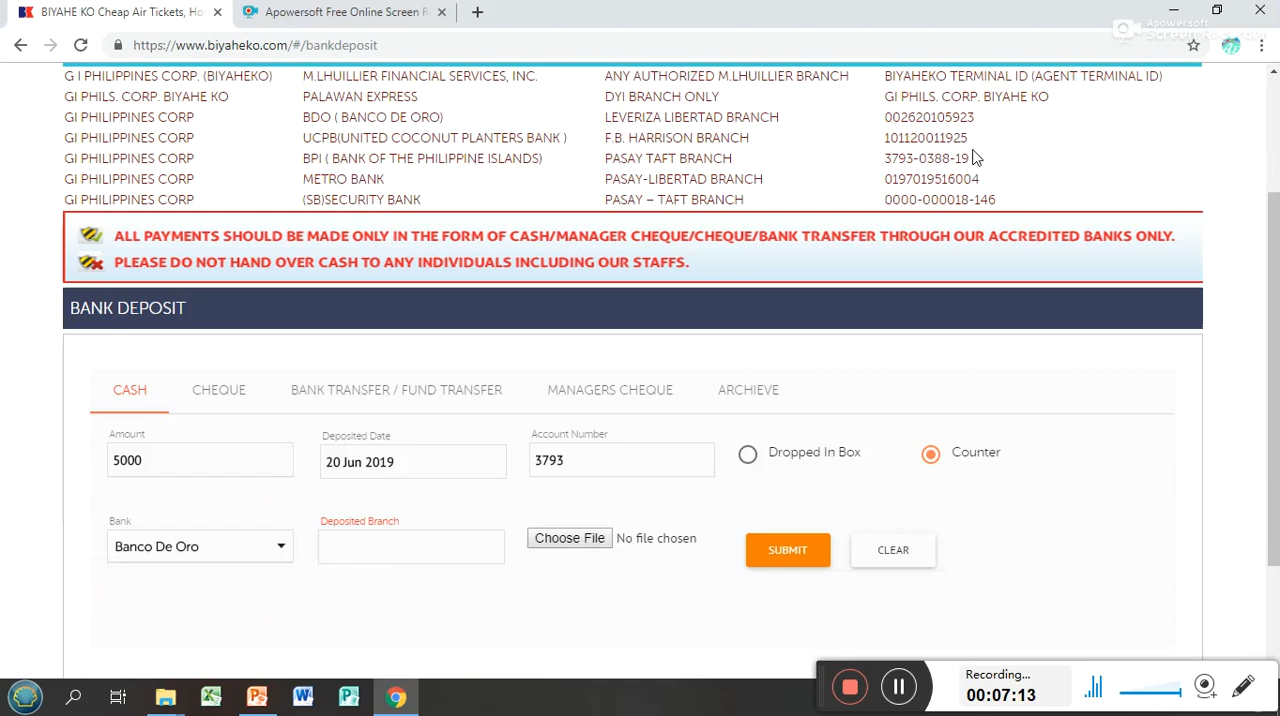 BIYAHE KO Cheap Air Tickets, Ho
Apowersoft Free Online Screen R
Apowersoft
Screen Recorder
https://www.biyaheko.com/#/bankdeposit
G I PHILIPPINES CORP. (BIYAHEKO) M.LHUILLIER FINANCIAL SERVICES, INC. ANY AUTHORIZED M.LHUILLIER BRANCH BIYAHEKO TERMINAL ID (AGENT TERMINAL ID)
GI PHILS. CORP. BIYAHE KO PALAWAN EXPRESS DYI BRANCH ONLY GI PHILS. CORP. BIYAHE KO
GI PHILIPPINES CORP BDO ( BANCO DE ORO) LEVERIZA LIBERTAD BRANCH 002620105923
GI PHILIPPINES CORP UCPB(UNITED COCONUT PLANTERS BANK ) F.B. HARRISON BRANCH 101120011925
GI PHILIPPINES CORP BPI ( BANK OF THE PHILIPPINE ISLANDS) PASAY TAFT BRANCH 3793-0388-19
GI PHILIPPINES CORP METRO BANK PASAY-LIBERTAD BRANCH 0197019516004
GI PHILIPPINES CORP (SB)SECURITY BANK PASAY – TAFT BRANCH 0000-000018-146
ALL PAYMENTS SHOULD BE MADE ONLY IN THE FORM OF CASH/MANAGER CHEQUE/CHEQUE/BANK TRANSFER THROUGH OUR ACCREDITED BANKS ONLY.
PLEASE DO NOT HAND OVER CASH TO ANY INDIVIDUALS INCLUDING OUR STAFFS.
BANK DEPOSIT
CASH CHEQUE BANK TRANSFER / FUND TRANSFER MANAGERS CHEQUE ARCHIEVE
Amount Deposited Date Account Number
5000 20 Jun 2019 3793 Dropped In Box Counter
Bank Deposited Branch
Banco De Oro Choose File No file chosen SUBMIT CLEAR
Recording...
00:07:13